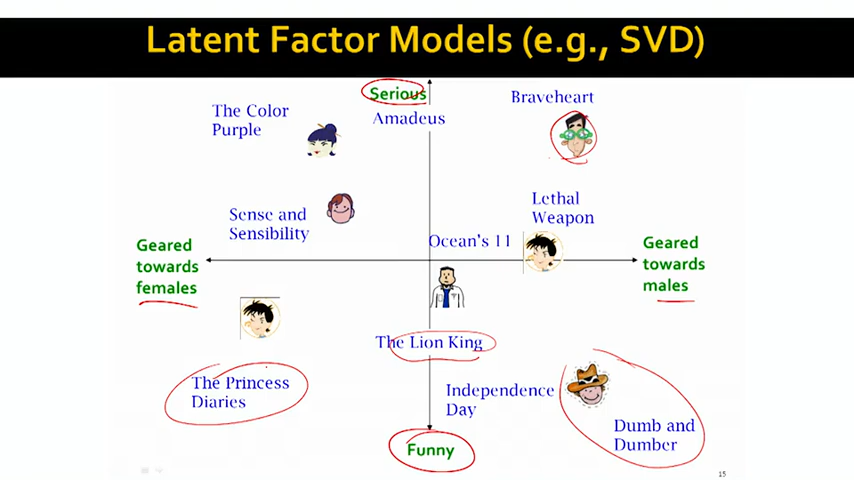 Latent Factor Models (e.g., SVD)
Serious
Braveheart
The Color
Purple
Amadeus
Lethal
Weapon
Sense and
Sensibility
Ocean's 11
Geared
towards
females
Geared
towards
males
The Lion King
The Princess
Diaries
Independence
Day
Dumb and
Dumber
Funny
15